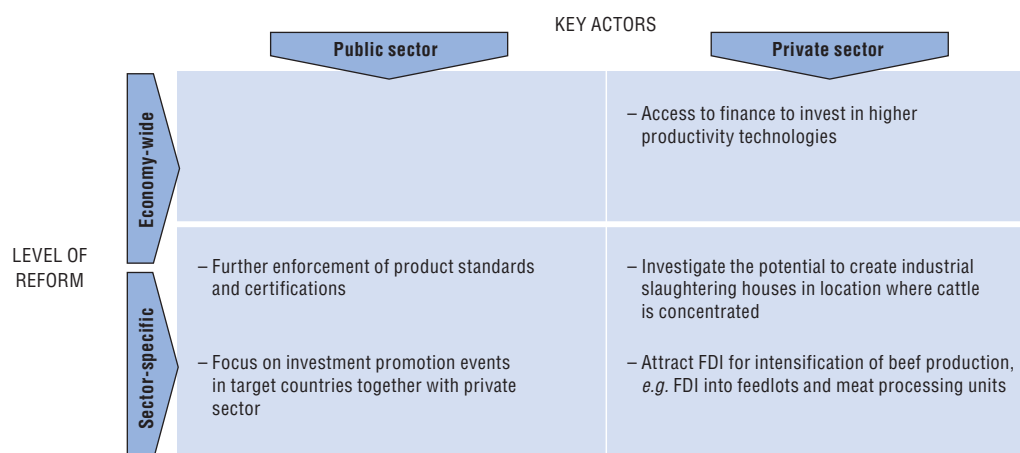 KEY ACTORS
Public sector
Private sector
Economy-wide
– Access to finance to invest in higher
productivity technologies
LEVEL OF
REFORM
Sector-specific
– Further enforcement of product standards
and certifications
– Focus on investment promotion events
in target countries together with private
sector
– Investigate the potential to create industrial
slaughtering houses in location where cattle
is concentrated
– Attract FDI for intensification of beef production,
e.g. FDI into feedlots and meat processing units